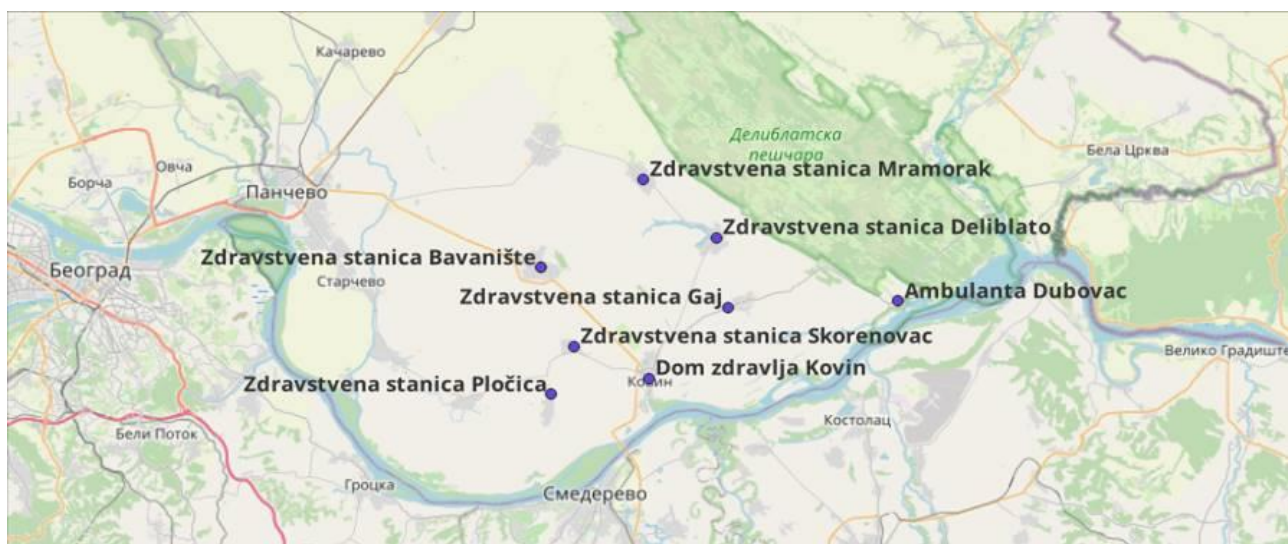 Качарево
Делиблатска
пешчара
Бела Црква
Овча
Борча
Zdravstvena stanica Mramorak
Панчево
Zdravstvena stanica Deliblato
Zdravstvena stanica Bavanište
Београд
Старчево
Ambulanta Dubovac
Zdravstvena stanica Gaj
Zdravstvena stanica Skorenovac
Велико Градиште
Dom zdravlja Kovin
Ковин
Zdravstvena stanica Pločica
Костолац
Бели Поток
Гроцка
Смедерево